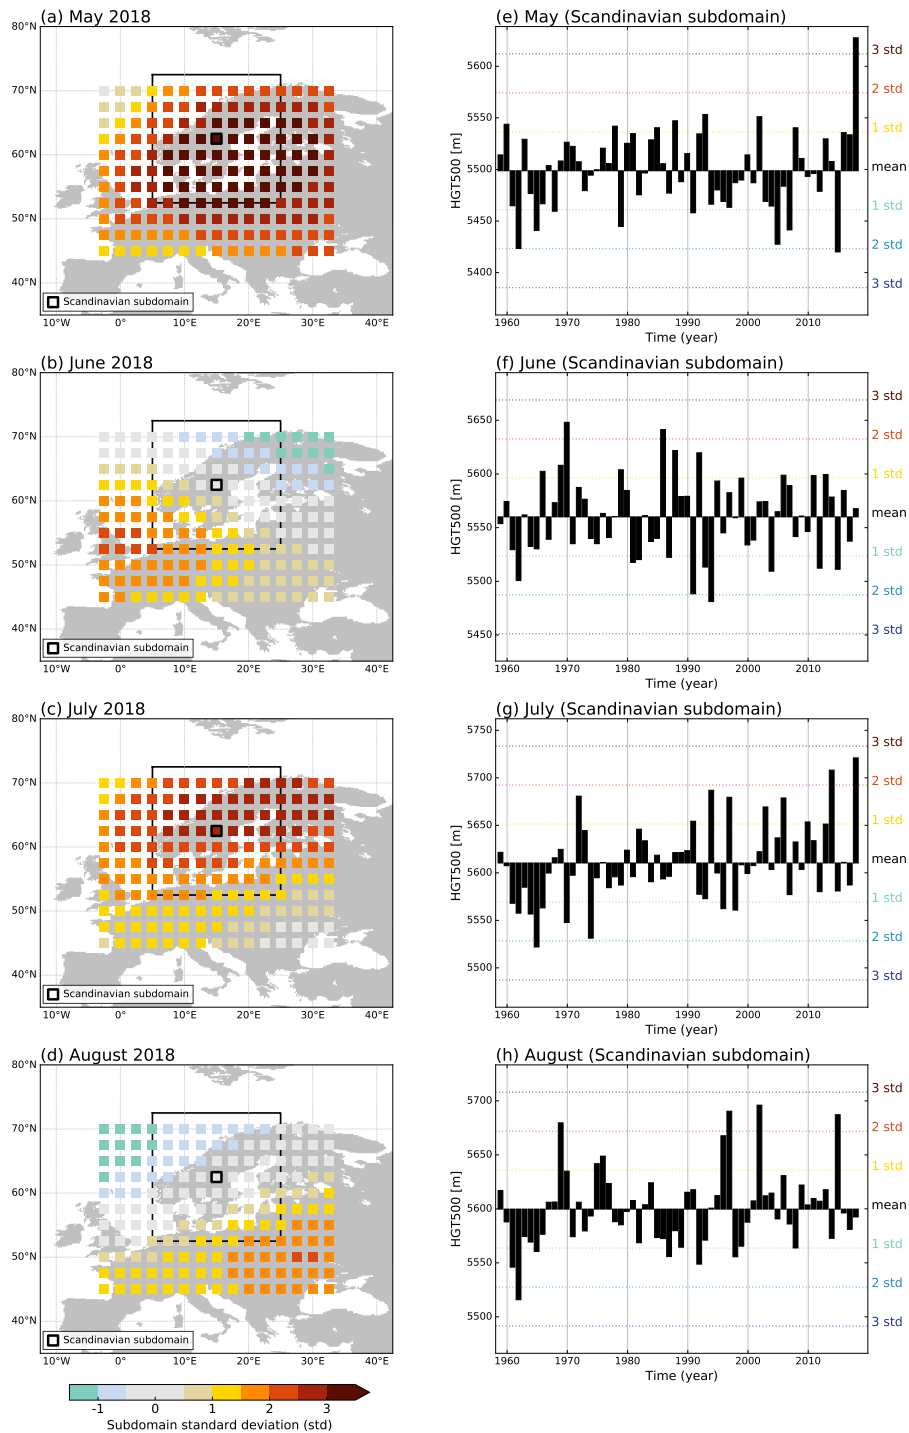 (a) May 2018
80°N
70°N
60°N
50°N
40°N
Scandinavian subdomain
10°W 0° 10°E 20°E 30°E 40°E
(e) May (Scandinavian subdomain)
HGT500 [m]
5600
5550
5500
5450
5400
3 std
2 std
1 std
mean
1 std
2 std
3 std
1960 1970 1980 1990 2000 2010
Time (year)
(b) June 2018
80°N
70°N
60°N
50°N
40°N
Scandinavian subdomain
10°W 0° 10°E 20°E 30°E 40°E
(f) June (Scandinavian subdomain)
HGT500 [m]
5650
5600
5550
5500
5450
3 std
2 std
1 std
mean
1 std
2 std
3 std
1960 1970 1980 1990 2000 2010
Time (year)
(c) July 2018
80°N
70°N
60°N
50°N
40°N
Scandinavian subdomain
10°W 0° 10°E 20°E 30°E 40°E
(g) July (Scandinavian subdomain)
HGT500 [m]
5750
5700
5650
5600
5550
5500
3 std
2 std
1 std
mean
1 std
2 std
3 std
1960 1970 1980 1990 2000 2010
Time (year)
(d) August 2018
80°N
70°N
60°N
50°N
40°N
Scandinavian subdomain
10°W 0° 10°E 20°E 30°E 40°E
(h) August (Scandinavian subdomain)
HGT500 [m]
5700
5650
5600
5550
5500
3 std
2 std
1 std
mean
1 std
2 std
3 std
1960 1970 1980 1990 2000 2010
Time (year)
-1 0 1 2 3
Subdomain standard deviation (std)